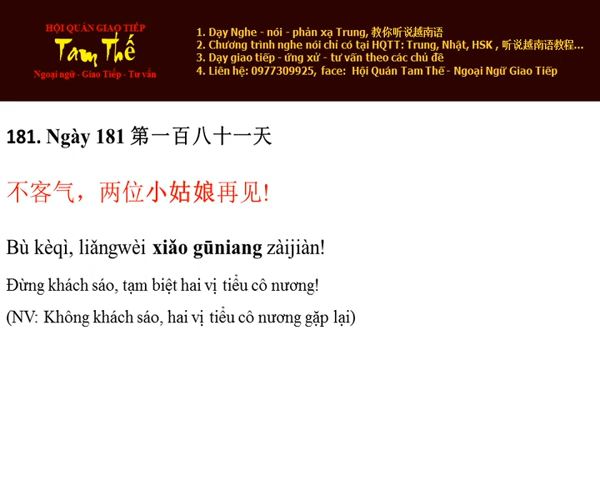 HỘI QUÁN GIAO TIẾP
Tam Thế
Ngoại ngữ - Giao Tiếp - Tư vấn
1. Dạy Nghe - nói - phản xạ Trung, 教你听说越南语
2. Chương trình nghe nói chỉ có tại HQTT: Trung, Nhật, HSK , 听说越南语教程...
3. Dạy giao tiếp - ứng xử - tư vấn theo các chủ đề
4. Liên hệ: 0977309925, face: Hội Quán Tam Thế - Ngoại Ngữ Giao Tiếp
181. Ngày 181 第一百八十一天
不客气，两位小姑娘再见!
Bù kèqì, liǎngwèi xiǎo gūniang zàijiàn!
Đừng khách sáo, tạm biệt hai vị tiểu cô nương!
(NV: Không khách sáo, hai vị tiểu cô nương gặp lại)